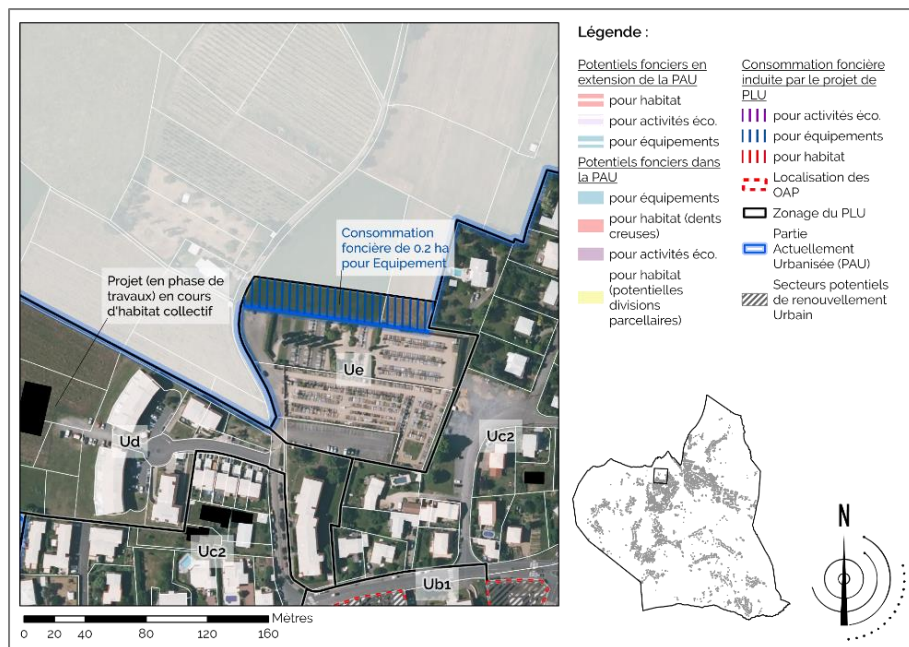 Consommation
foncière de 0.2 ha
pour Equipement
Projet (en phase de
travaux) en cours
d'habitat collectif
Ue
Ud
Uc2
Uc2
Ub1
Mètres
0 20 40 80 120 160
Légende :
Potentiels fonciers en
extension de la PAU
pour habitat
pour activités éco.
pour équipements
Potentiels fonciers dans
la PAU
pour équipements
pour habitat (dents
creuses)
pour activités éco.
pour habitat
(potentielles
divisions
parcellaires)
Consommation foncière
induite par le projet de
PLU
pour activités éco.
pour équipements
pour habitat
Localisation des
OAP
Zonage du PLU
Partie
Actuellement
Urbanisée (PAU)
Secteurs potentiels
de renouvellement
Urbain
N